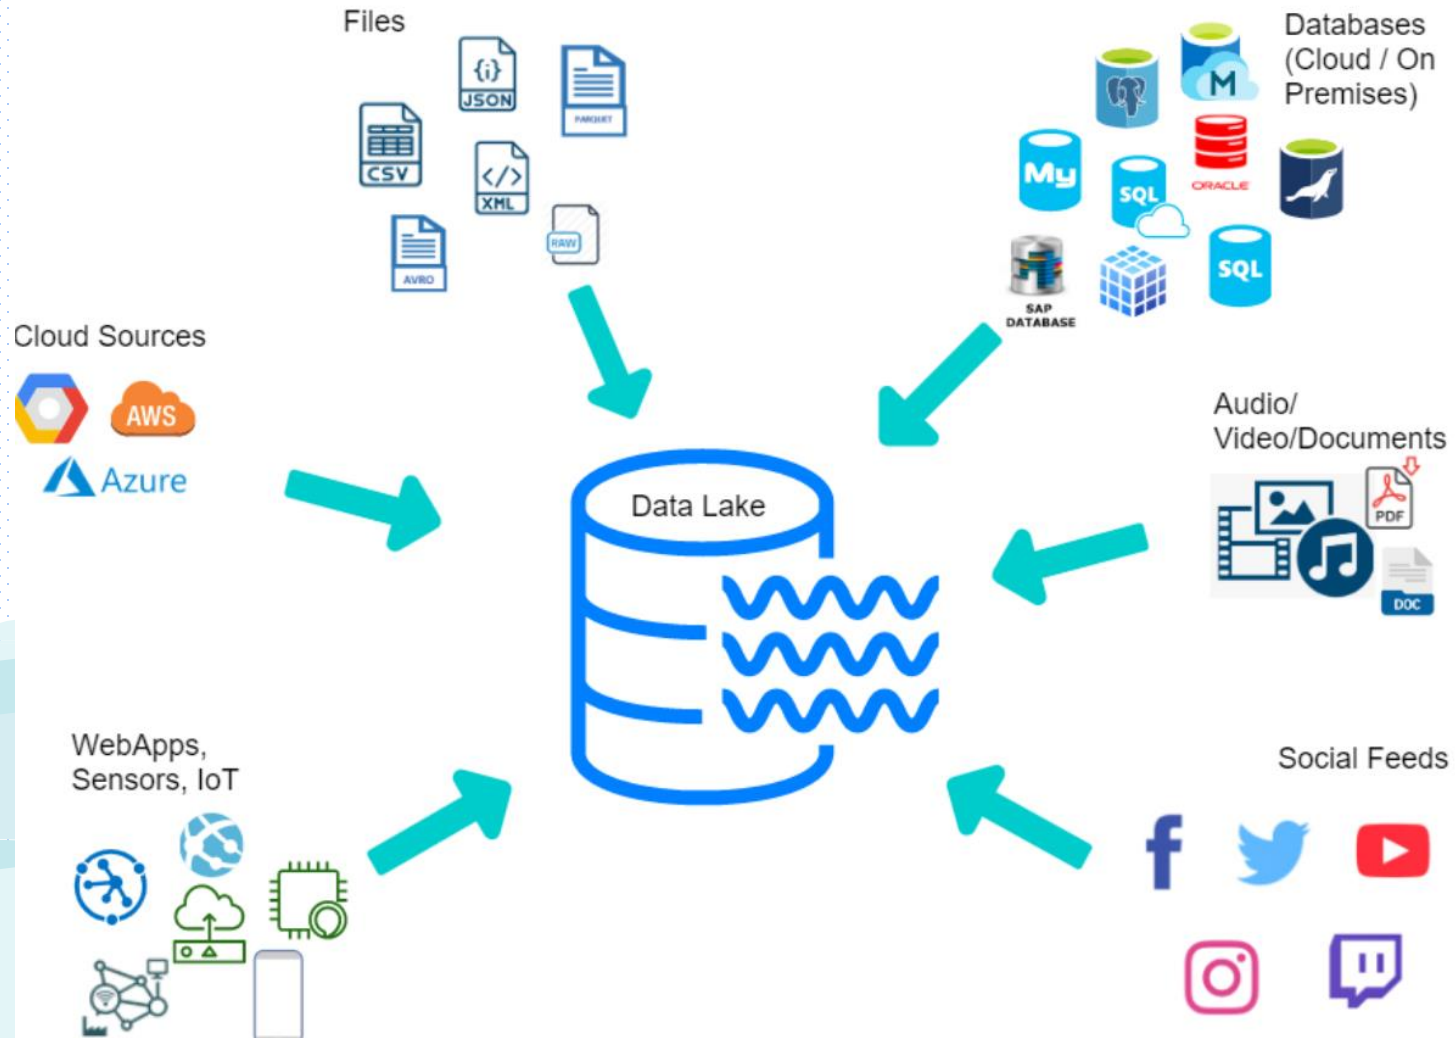 Files
{i}
JSON
PARQUET
CSV
</>
XML
RAW
AVRO
Databases
(Cloud / On
Premises)
M
My
SQL
ORACLE
SQL
SAP
DATABASE
Cloud Sources
AWS
Azure
Audio/
Video/Documents
PDF
DOC
Data Lake
WebApps,
Sensors, IoT
Social Feeds
f